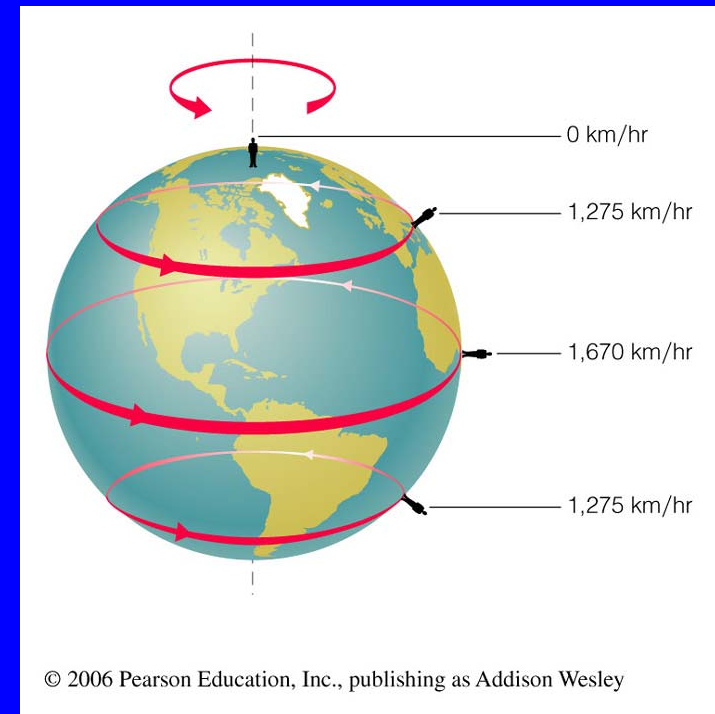 0 km/hr
1,275 km/hr
1,670 km/hr
1,275 km/hr
© 2006 Pearson Education, Inc., publishing as Addison Wesley